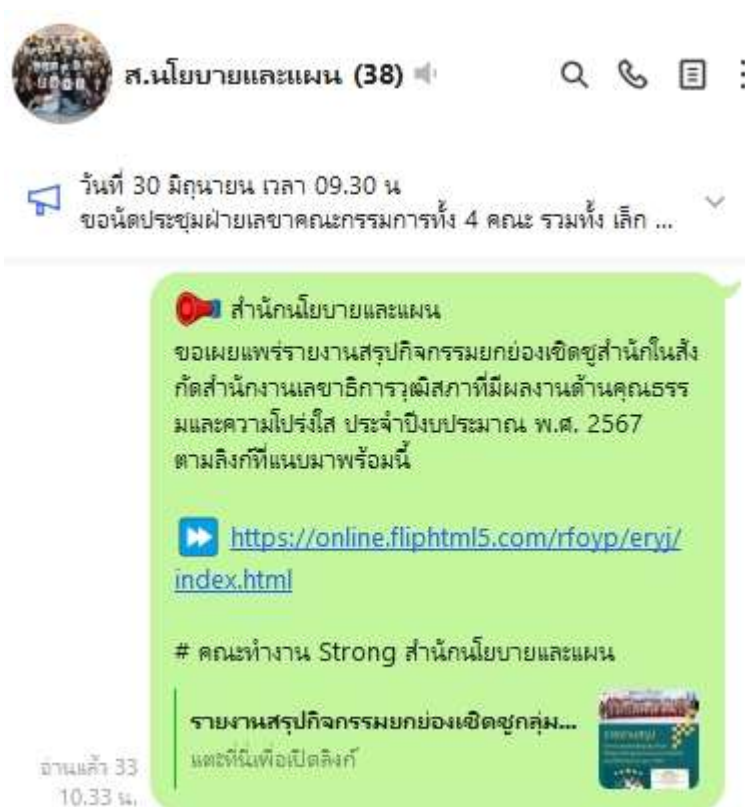 ส.นโยบายและแผน (38)
วันที่ 30 มิถุนายน เวลา 09.30 น
ขอนัดประชุมฝ่ายเลขาคณะกรรมการทั้ง 4 คณะ รวมทั้ง เล็ก ...
สำนักนโยบายและแผน
ขอเผยแพร่รายงานสรุปกิจกรรมยกย่องเชิดชูสำนักในสัง
กัดสำนักงานเลขาธิการวุฒิสภาที่มีผลงานด้านคุณธรร
มและความโปร่งใส ประจำปีงบประมาณ พ.ศ. 2567
ตามลิงก์ที่แนบมาพร้อมนี้
https://online.fliphtml5.com/rfoyp/eryj/
index.html
# คณะทำงาน Strong สำนักนโยบายและแผน
รายงานสรุปกิจกรรมยกย่องเชิดชูกลุ่ม...
แตะที่นี่เพื่อเปิดลิงก์
รายงานสรุป
อ่านแล้ว 33
10.33 น.